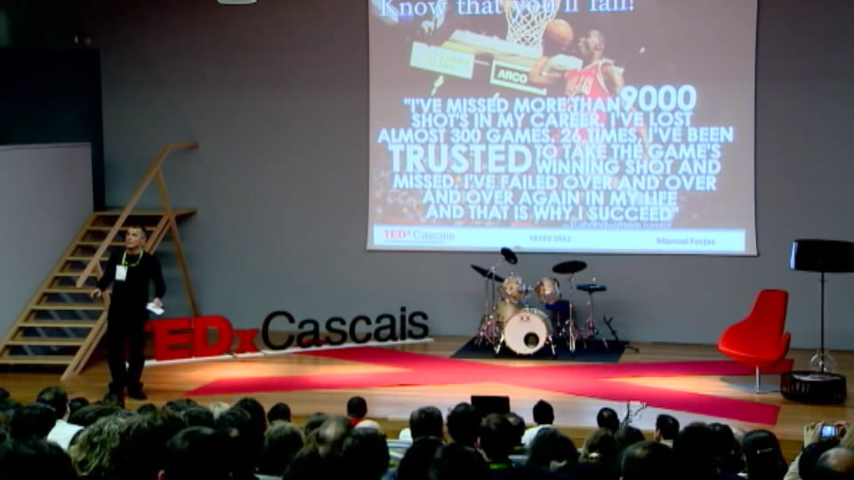 Know that you'll fail!
ARCO
"I'VE MISSED MORE THAN 9000
SHOT'S IN MY CAREER. I'VE LOST
ALMOST 300 GAMES. 26 TIMES, I'VE BEEN
TRUSTED TO TAKE THE GAME'S
WINNING SHOT AND
MISSED. I'VE FAILED OVER AND OVER
AND OVER AGAIN IN MY LIFE
AND THAT IS WHY I SUCCEED"
TEDxCascais
Manuel Forjaz
TEDxCascais